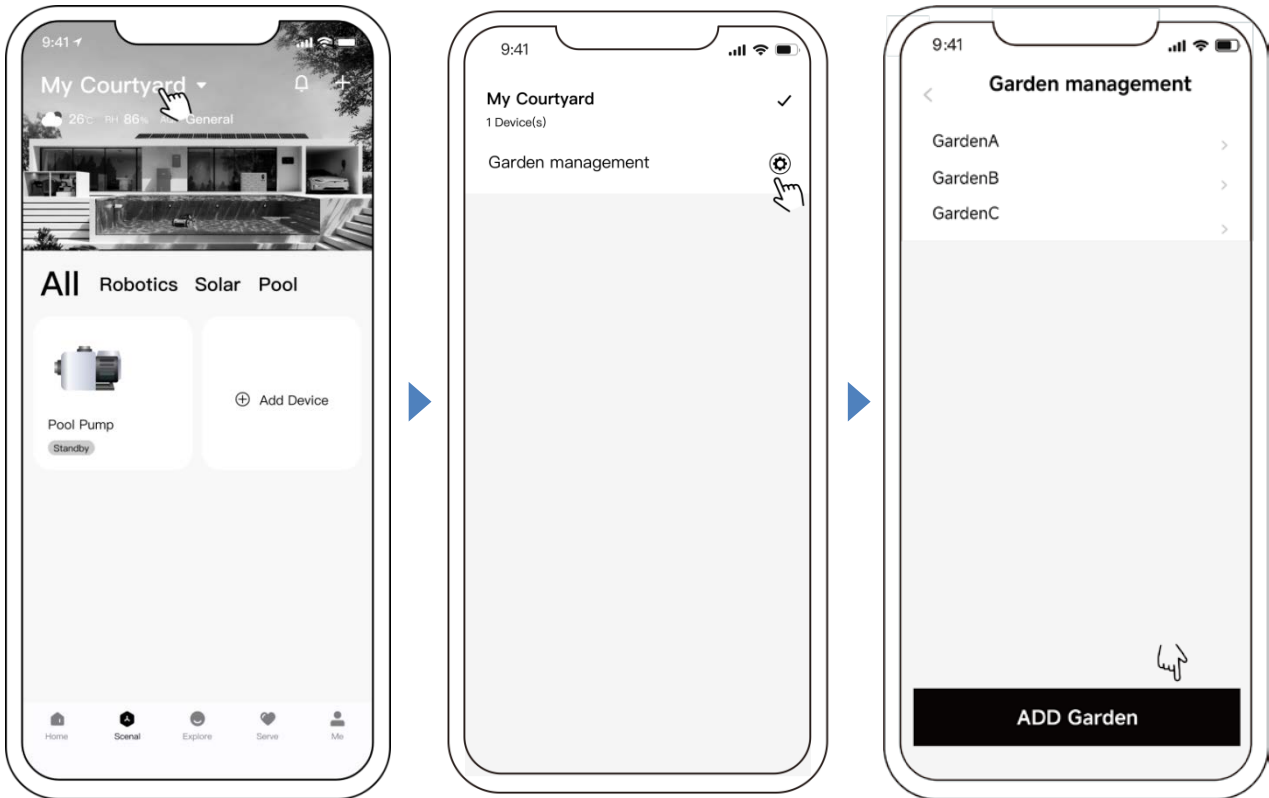 9:41
My Courtyard
26℃ RH 86% AQI General
All Robotics Solar Pool
Pool Pump
Standby
Add Device
Home Scenal Explore Serve Me
9:41
My Courtyard
1 Device(s)
Garden management
9:41
Garden management
GardenA
GardenB
GardenC
ADD Garden